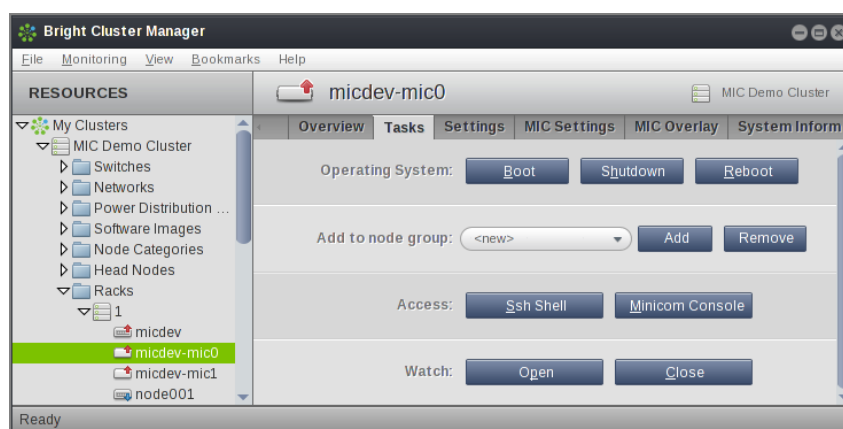 Bright Cluster Manager
File Monitoring View Bookmarks Help
RESOURCES
micdev-mic0
MIC Demo Cluster
My Clusters
MIC Demo Cluster
Switches
Networks
Power Distribution ...
Software Images
Node Categories
Head Nodes
Racks
1
micdev
micdev-mic0
micdev-mic1
node001
Overview Tasks Settings MIC Settings MIC Overlay System Inform
Operating System: Boot Shutdown Reboot
Add to node group: <new> Add Remove
Access: Ssh Shell Minicom Console
Watch: Open Close
Ready